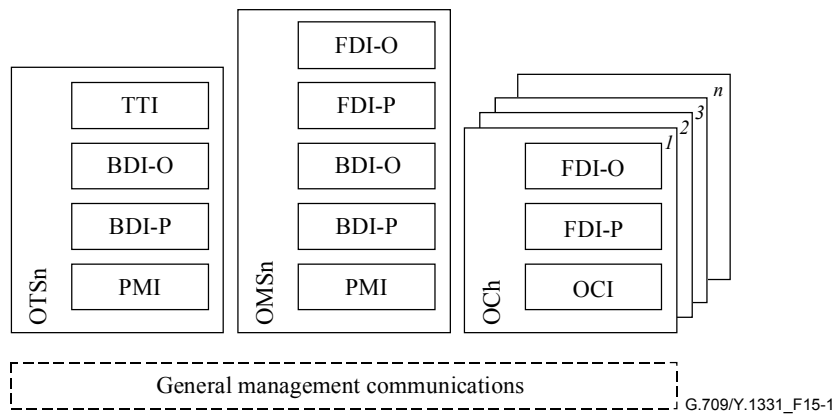 OTSn
TTI
BDI-O
BDI-P
PMI
OMSn
FDI-O
FDI-P
BDI-O
BDI-P
PMI
OCh
1
2
3
n
FDI-O
FDI-P
OCI
General management communications
G.709/Y.1331_F15-1